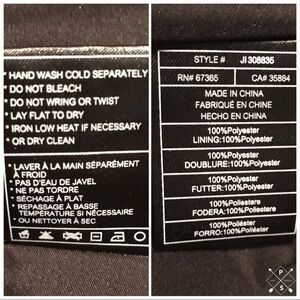 * HAND WASH COLD SEPARATELY
* DO NOT BLEACH
* DO NOT WRING OR TWIST
* LAY FLAT TO DRY
* IRON LOW HEAT IF NECESSARY
* OR DRY CLEAN
* LAVER À LA MAIN SÉPARÉMENT
À FROID
* PAS D'EAU DE JAVEL
* NE PAS TORDRE
* SÉCHAGE À PLAT
* REPASSAGE À BASSE
TEMPÉRATURE SI NÉCESSAIRE
* OU NETTOYER À SEC
STYLE # JI308835
RN# 67365 CA# 35884
MADE IN CHINA
FABRIQUÉ EN CHINE
HECHO EN CHINA
100%Polyester
LINING:100%Polyester
100%Polyester
DOUBLURE:100%Polyester
100%Polyester
FUTTER:100%Polyester
100%Poliestere
FODERA:100%Poliestere
100%Poliéster
FORRO:100%Poliéster
P S